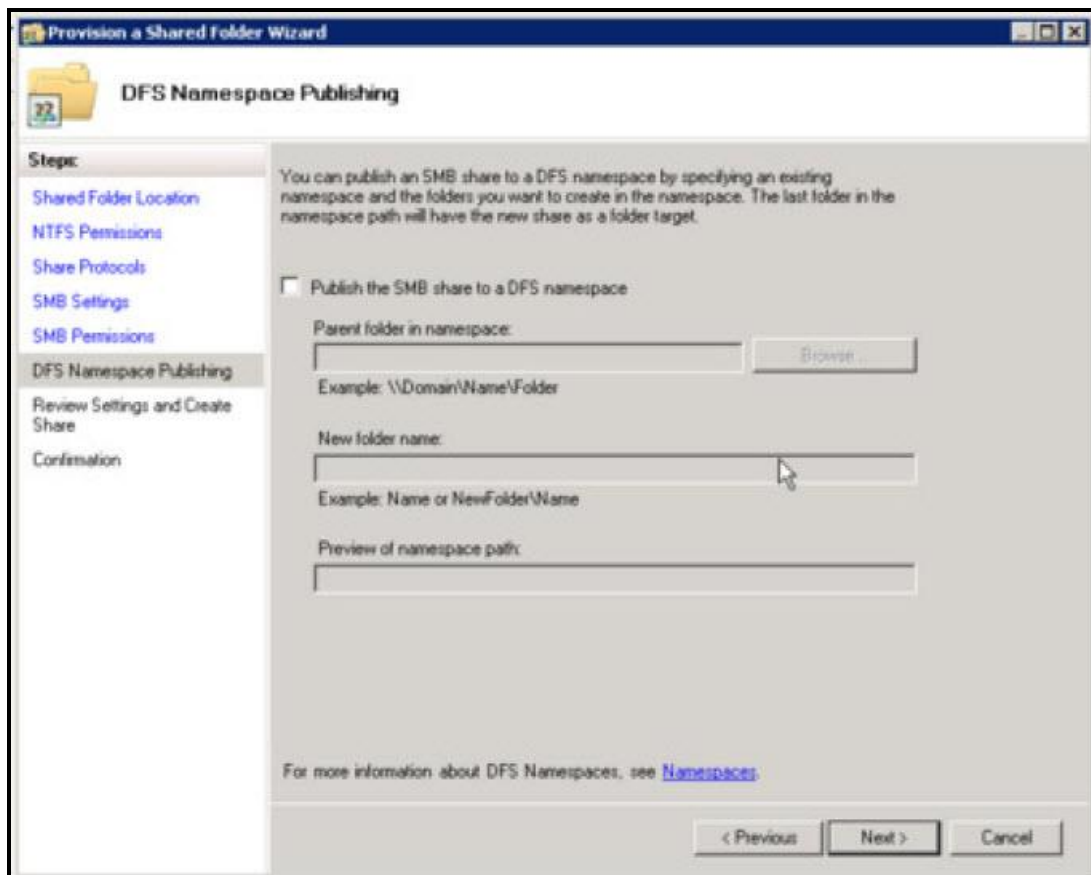 Provision a Shared Folder Wizard
DFS Namespace Publishing
Steps:
Shared Folder Location
NTFS Permissions
Share Protocols
SMB Settings
SMB Permissions
DFS Namespace Publishing
Review Settings and Create
Share
Confirmation
You can publish an SMB share to a DFS namespace by specifying an existing
namespace and the folders you want to create in the namespace. The last folder in the
namespace path will have the new share as a folder target.
Publish the SMB share to a DFS namespace
Parent folder in namespace:
Browse...
Example: \\Domain\Name\Folder
New folder name:
Example: Name or NewFolder\Name
Preview of namespace path:
For more information about DFS Namespaces, see Namespaces.
< Previous
Next >
Cancel